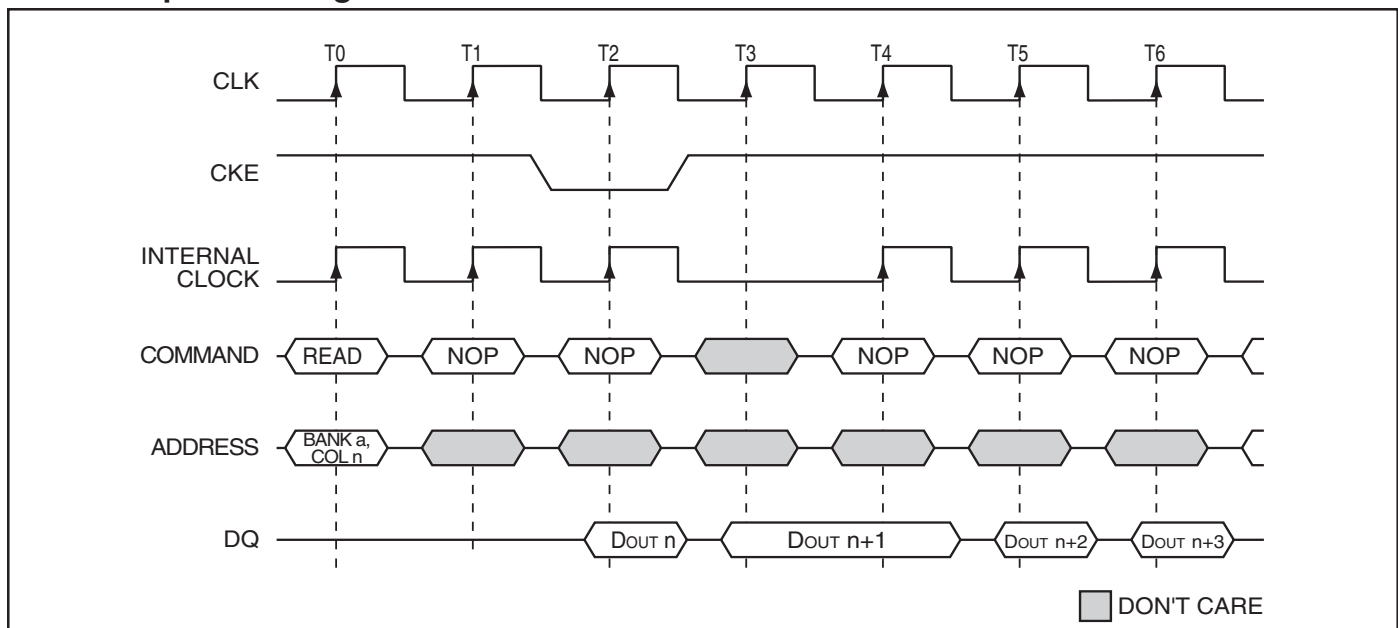 T0 T1 T2 T3 T4 T5 T6
CLK
CKE
INTERNAL
CLOCK
COMMAND READ NOP NOP NOP NOP NOP
ADDRESS BANK a,
COL n
DQ DOUT n DOUT n+1 DOUT n+2 DOUT n+3
DON'T CARE